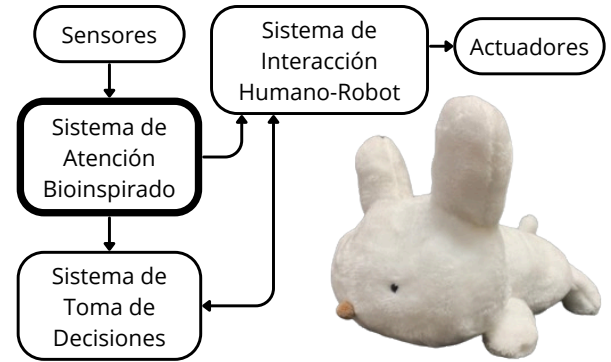 Sensores
Sistema de
Atención
Bioinspirado
Sistema de
Toma de
Decisiones
Sistema de
Interacción
Humano-Robot
Actuadores